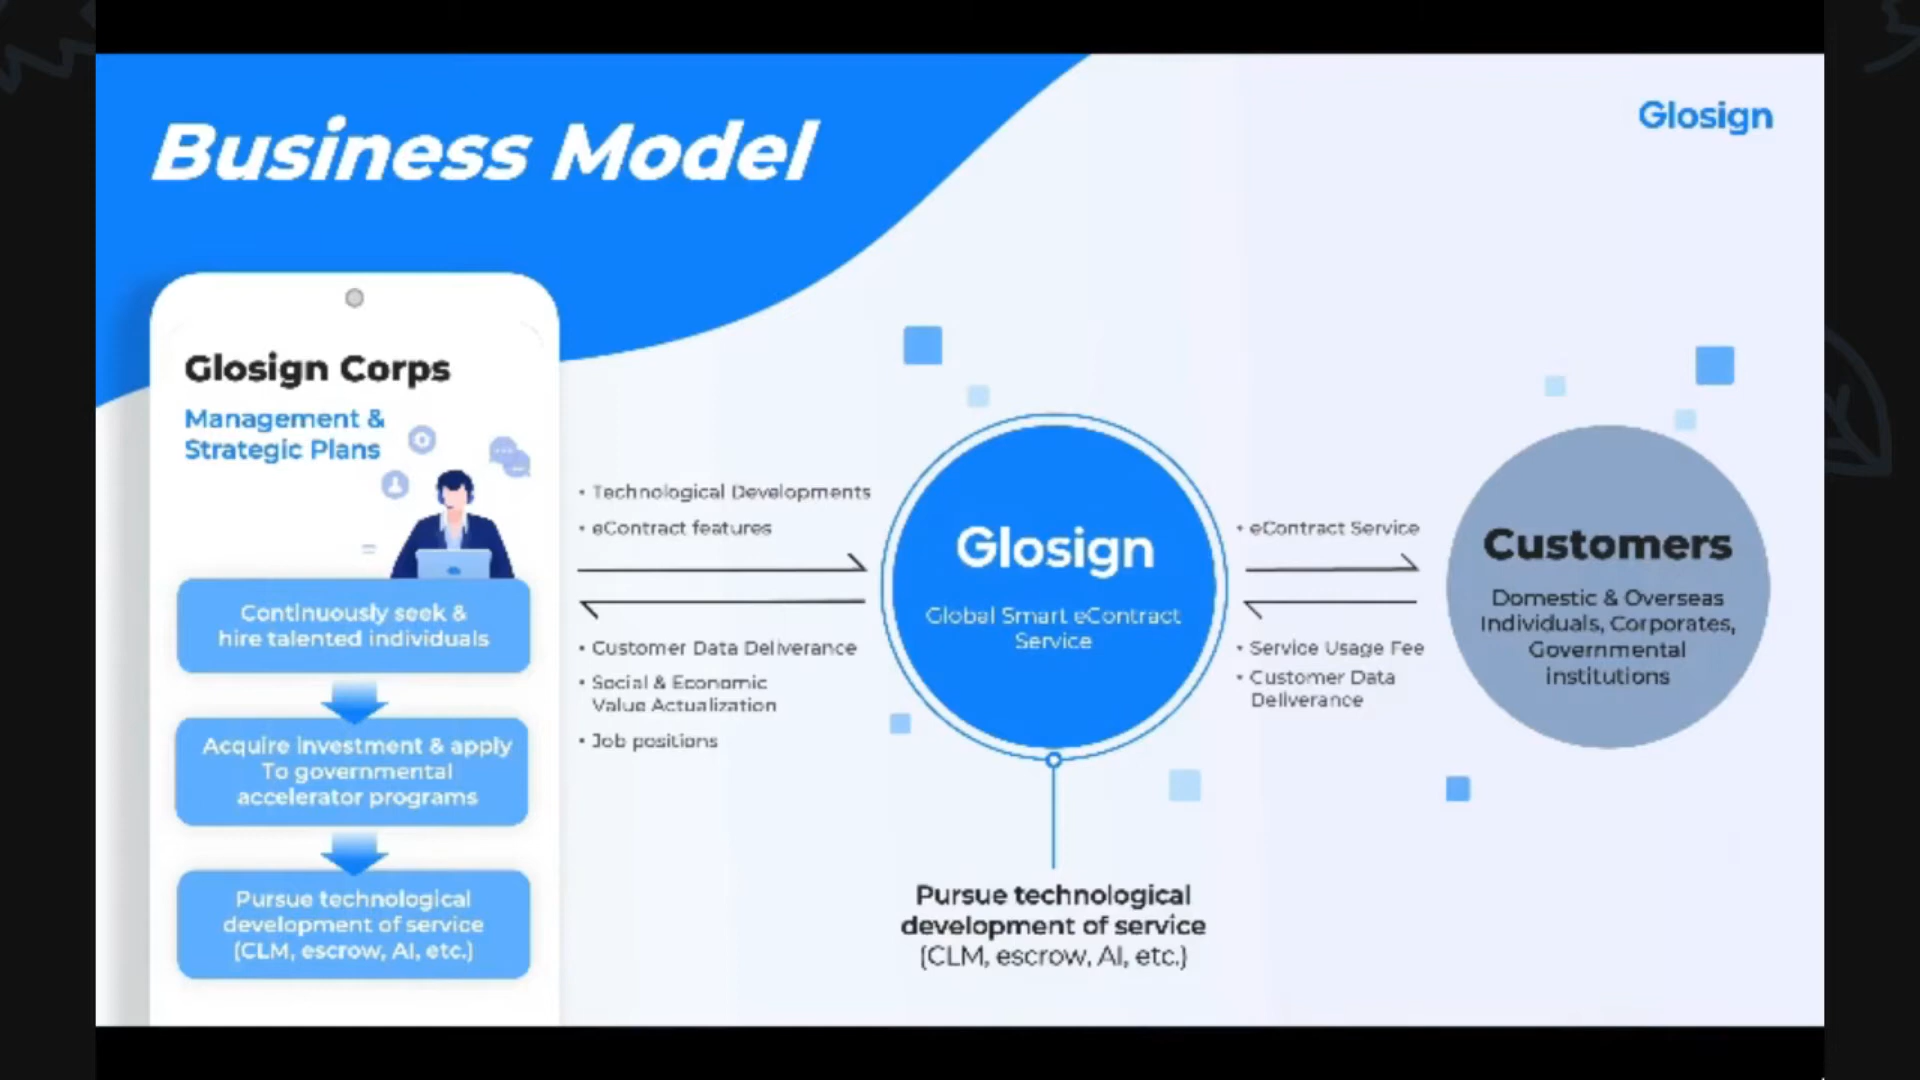 Business Model
Glosign
Glosign Corps
Management &
Strategic Plans
Continuously seek &
hire talented individuals
Acquire investment & apply
To governmental
accelerator programs
Pursue technological
development of service
(CLM, escrow, AI, etc.)
• Technological Developments
• eContract features
• Customer Data Deliverance
• Social & Economic
Value Actualization
• Job positions
Glosign
Global Smart eContract
Service
Pursue technological
development of service
(CLM, escrow, AI, etc.)
• eContract Service
• Service Usage Fee
• Customer Data
Deliverance
Customers
Domestic & Overseas
Individuals, Corporates,
Governmental
institutions